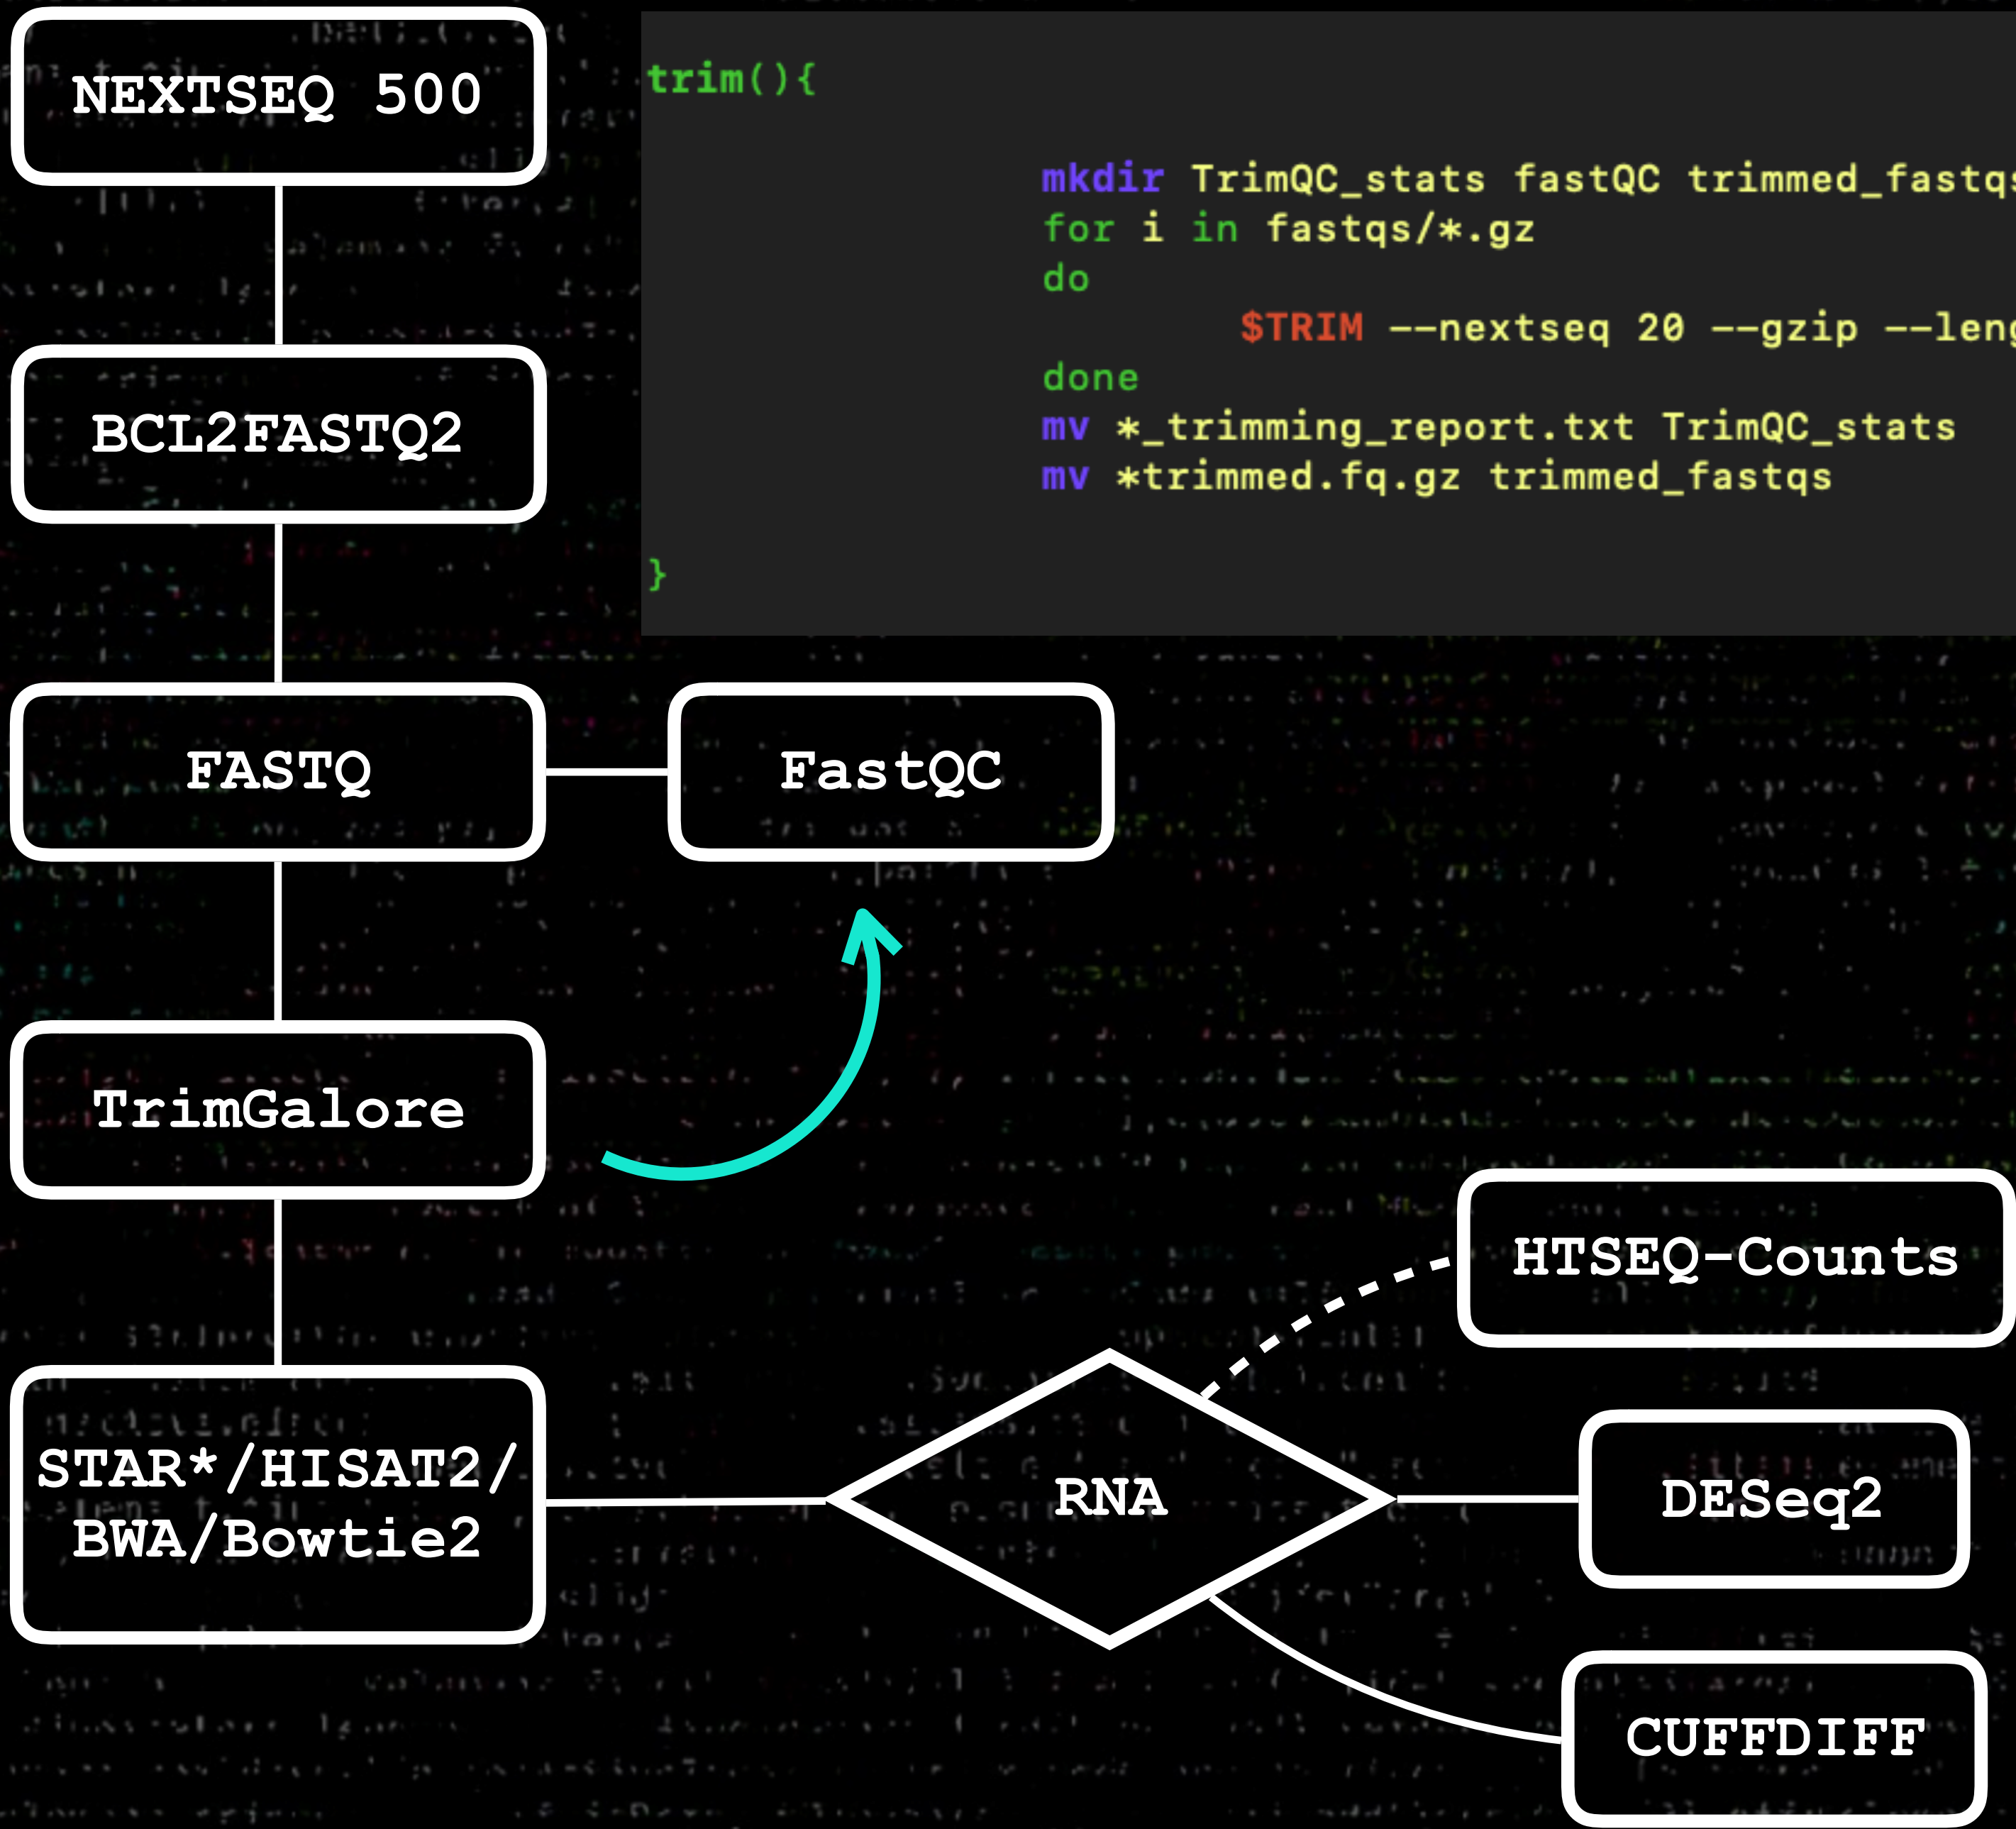 NEXTSEQ 500
trim(){
mkdir TrimQC_stats fastQC trimmed_fastqs
for i in fastqs/*.gz
do
$TRIM --nextseq 20 --gzip --leng
done
mv *_trimming_report.txt TrimQC_stats
mv *trimmed.fq.gz trimmed_fastqs
}
BCL2FASTQ2
FASTQ
FastQC
TrimGalore
HTSEQ-Counts
STAR*/HISAT2/
BWA/Bowtie2
RNA
DESeq2
CUFFDIFF